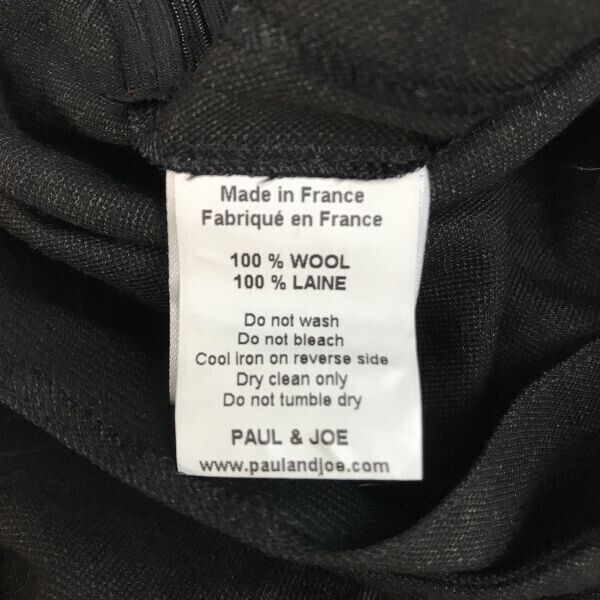 Made in France
Fabriqué en France
100 % WOOL
100 % LAINE
Do not wash
Do not bleach
Cool iron on reverse side
Dry clean only
Do not tumble dry
PAUL & JOE
www.paulandjoe.com